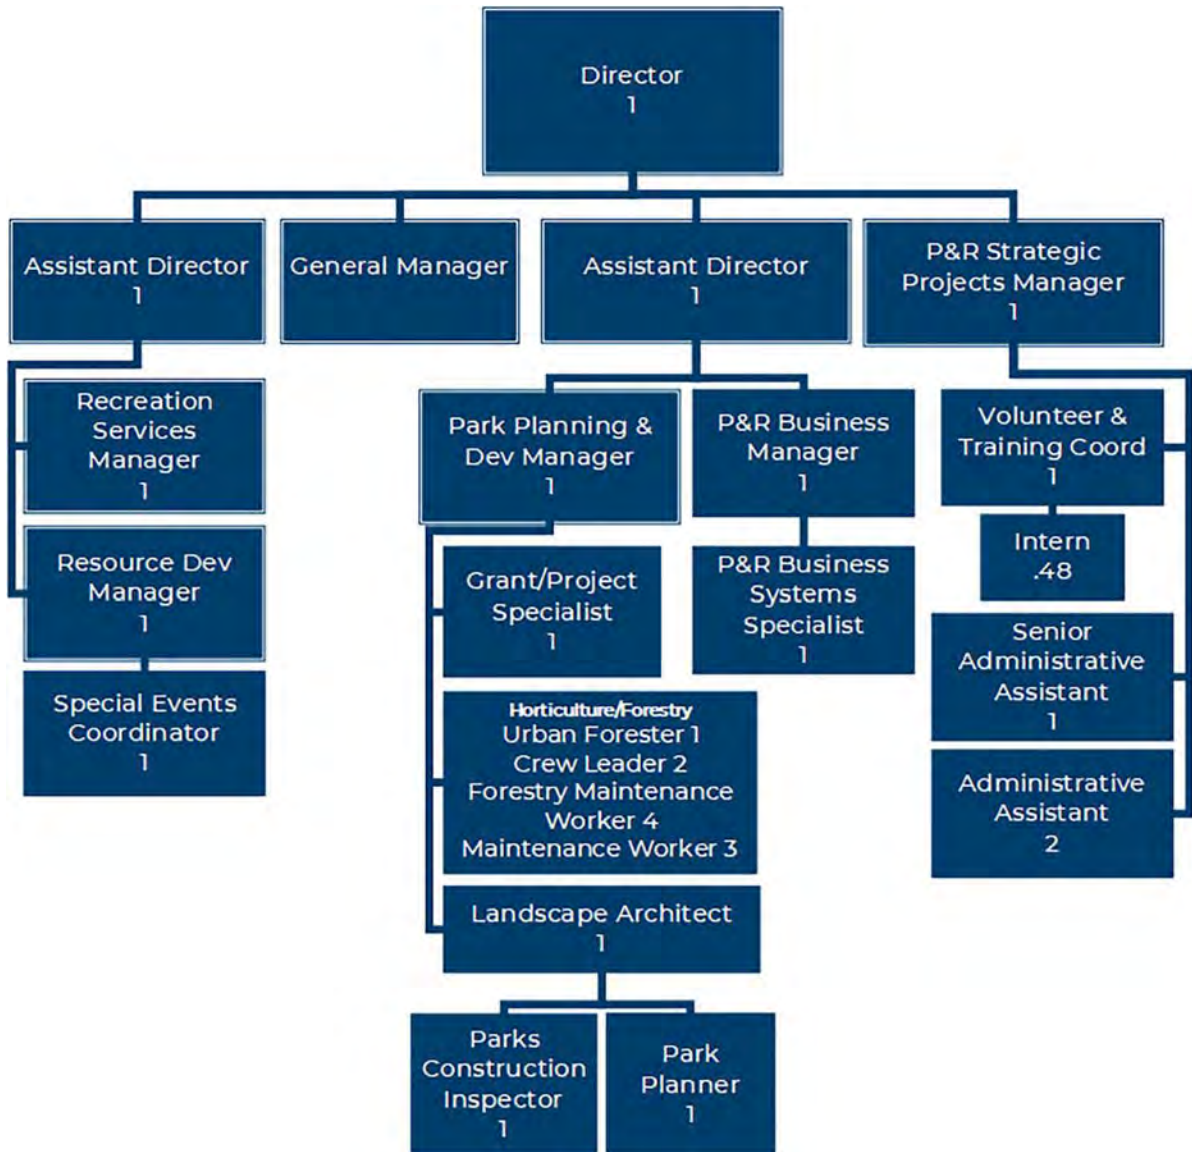 Director
1
Assistant Director
1
General Manager
Assistant Director
1
P&R Strategic
Projects Manager
1
Recreation
Services
Manager
1
Resource Dev
Manager
1
Special Events
Coordinator
1
Park Planning &
Dev Manager
1
Grant/Project
Specialist
1
Horticulture/Forestry
Urban Forester 1
Crew Leader 2
Forestry Maintenance
Worker 4
Maintenance Worker 3
Landscape Architect
1
Parks
Construction
Inspector
1
Park
Planner
1
P&R Business
Manager
1
P&R Business
Systems
Specialist
1
Volunteer &
Training Coord
1
Intern
.48
Senior
Administrative
Assistant
1
Administrative
Assistant
2